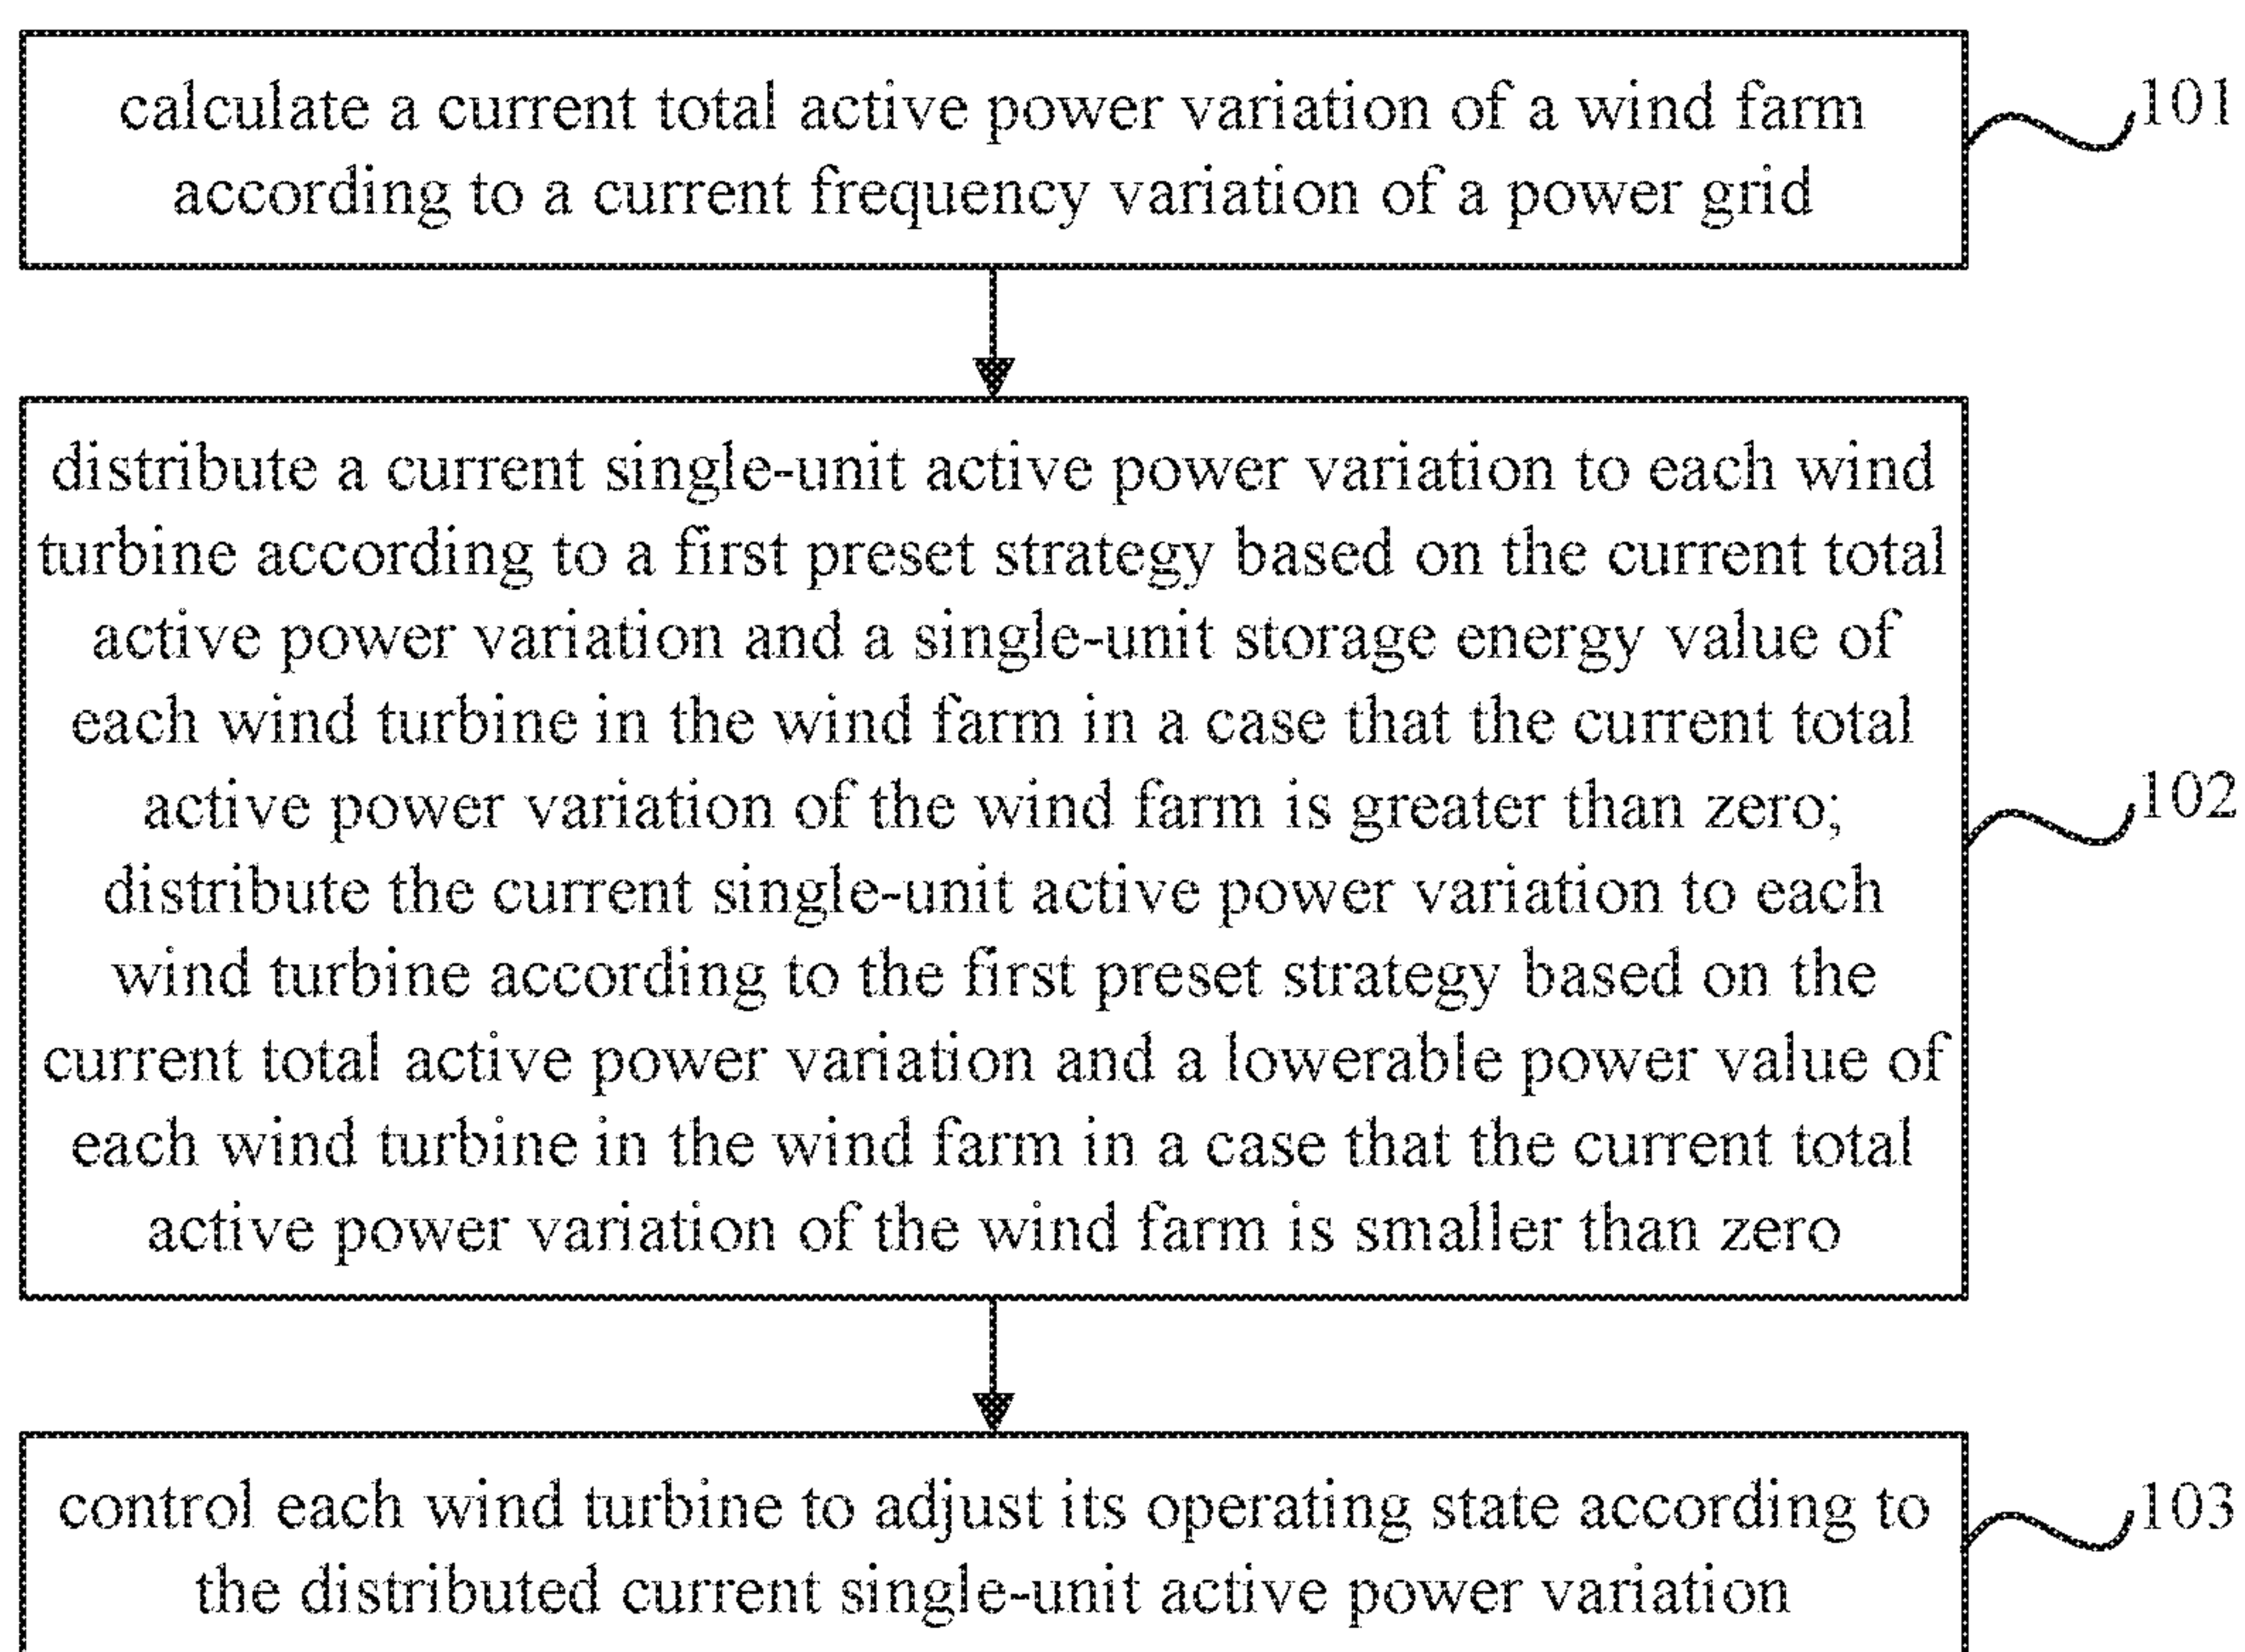 calculate a current total active power variation of a wind farm
according to a current frequency variation of a power grid
101
distribute a current single-unit active power variation to each wind
turbine according to a first preset strategy based on the current total
active power variation and a single-unit storage energy value of
each wind turbine in the wind farm in a case that the current total
active power variation of the wind farm is greater than zero;
distribute the current single-unit active power variation to each
wind turbine according to the first preset strategy based on the
current total active power variation and a lowerable power value of
each wind turbine in the wind farm in a case that the current total
active power variation of the wind farm is smaller than zero
102
control each wind turbine to adjust its operating state according to
the distributed current single-unit active power variation
103